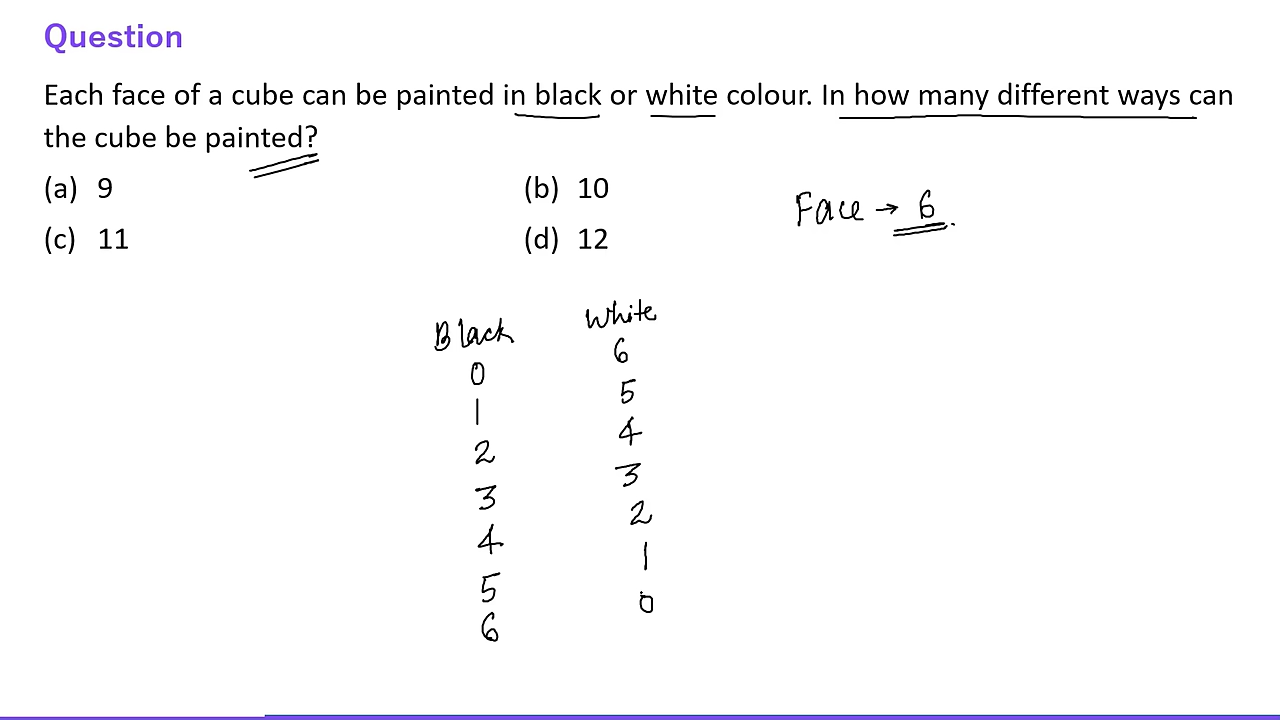 Question
Each face of a cube can be painted in black or white colour. In how many different ways can
the cube be painted?
(a) 9 (b) 10
(c) 11 (d) 12
Face → 6.
Black White
0 6
1 5
2 4
3 3
4 2
5 1
6 0